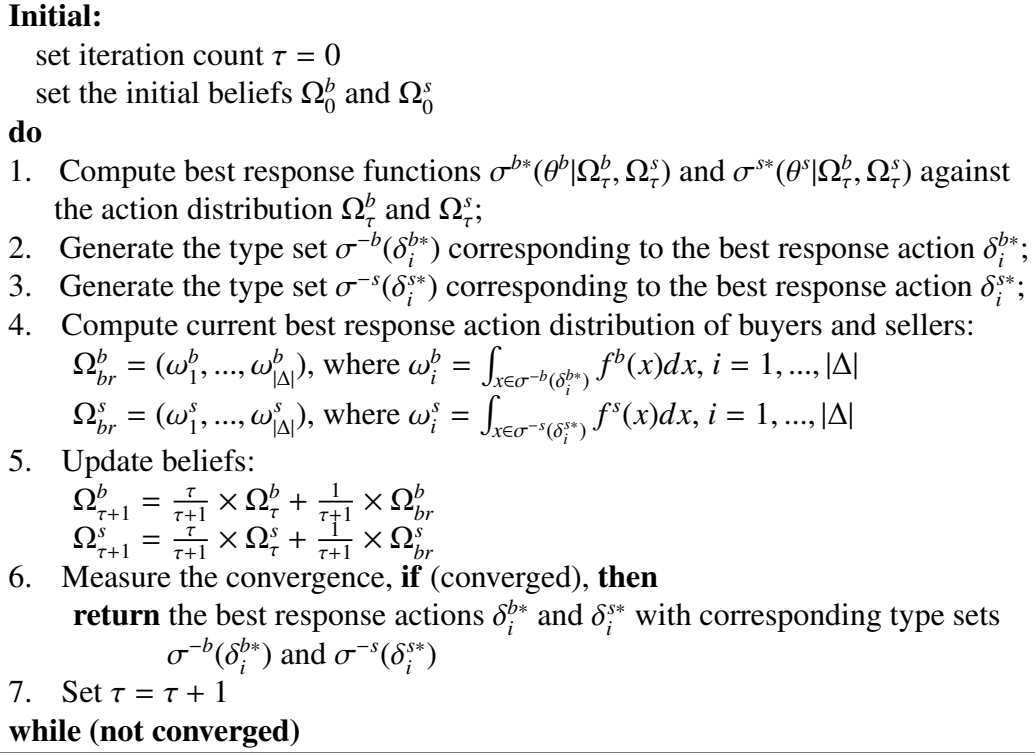 Initial:
set iteration count τ = 0
set the initial beliefs Ω₀ᵇ and Ω₀ˢ
do
1. Compute best response functions σ^{b*}(θ^b|Ω_τ^b, Ω_τ^s) and σ^{s*}(θ^s|Ω_τ^b, Ω_τ^s) against
the action distribution Ω_τ^b and Ω_τ^s;
2. Generate the type set σ^{-b}(δ_i^{b*}) corresponding to the best response action δ_i^{b*};
3. Generate the type set σ^{-s}(δ_i^{s*}) corresponding to the best response action δ_i^{s*};
4. Compute current best response action distribution of buyers and sellers:
Ω_{br}^b = (ω_1^b, ..., ω_{|Δ|}^b), where ω_i^b = ∫_{x∈σ^{-b}(δ_i^{b*})} f^b(x)dx, i = 1, ..., |Δ|
Ω_{br}^s = (ω_1^s, ..., ω_{|Δ|}^s), where ω_i^s = ∫_{x∈σ^{-s}(δ_i^{s*})} f^s(x)dx, i = 1, ..., |Δ|
5. Update beliefs:
Ω_{τ+1}^b = \frac{τ}{τ+1} × Ω_τ^b + \frac{1}{τ+1} × Ω_{br}^b
Ω_{τ+1}^s = \frac{τ}{τ+1} × Ω_τ^s + \frac{1}{τ+1} × Ω_{br}^s
6. Measure the convergence, if (converged), then
return the best response actions δ_i^{b*} and δ_i^{s*} with corresponding type sets
σ^{-b}(δ_i^{b*}) and σ^{-s}(δ_i^{s*})
7. Set τ = τ + 1
while (not converged)